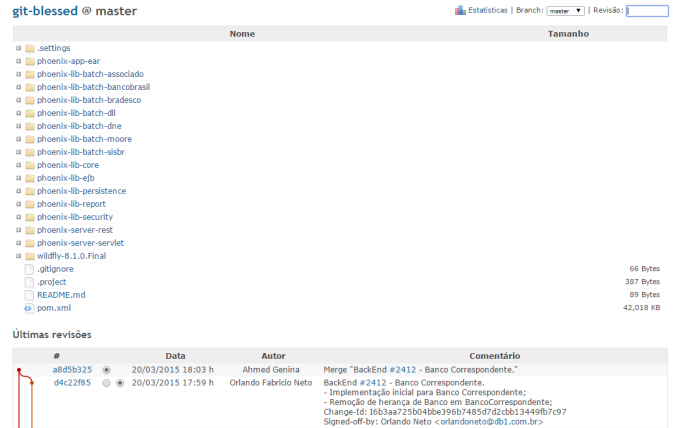 git-blessed @ master
Estatísticas | Branch: master | Revisão:
Nome Tamanho
.settings
phoenix-app-ear
phoenix-lib-batch-associado
phoenix-lib-batch-bancobrasil
phoenix-lib-batch-bradesco
phoenix-lib-batch-dll
phoenix-lib-batch-dne
phoenix-lib-batch-moore
phoenix-lib-batch-sisbr
phoenix-lib-core
phoenix-lib-ejb
phoenix-lib-persistence
phoenix-lib-report
phoenix-lib-security
phoenix-server-rest
phoenix-server-servlet
wildfly-8.1.0.Final
.gitignore 66 Bytes
.project 387 Bytes
README.md 89 Bytes
pom.xml 42,018 KB
Últimas revisões
# Data Autor Comentário
a8d5b325 20/03/2015 18:03 h Ahmed Genina Merge "BackEnd #2412 - Banco Correspondente."
d4c22f85 20/03/2015 17:59 h Orlando Fabricio Neto BackEnd #2412 - Banco Correspondente.
- Implementação inicial para Banco Correspondente;
- Remoção de herança de Banco em BancoCorrespondente;
Change-Id: I6b3aa725b04bbe396b7485d7d2cbb13449fb7c97
Signed-off-by: Orlando Neto <orlandoneto@db1.com.br>